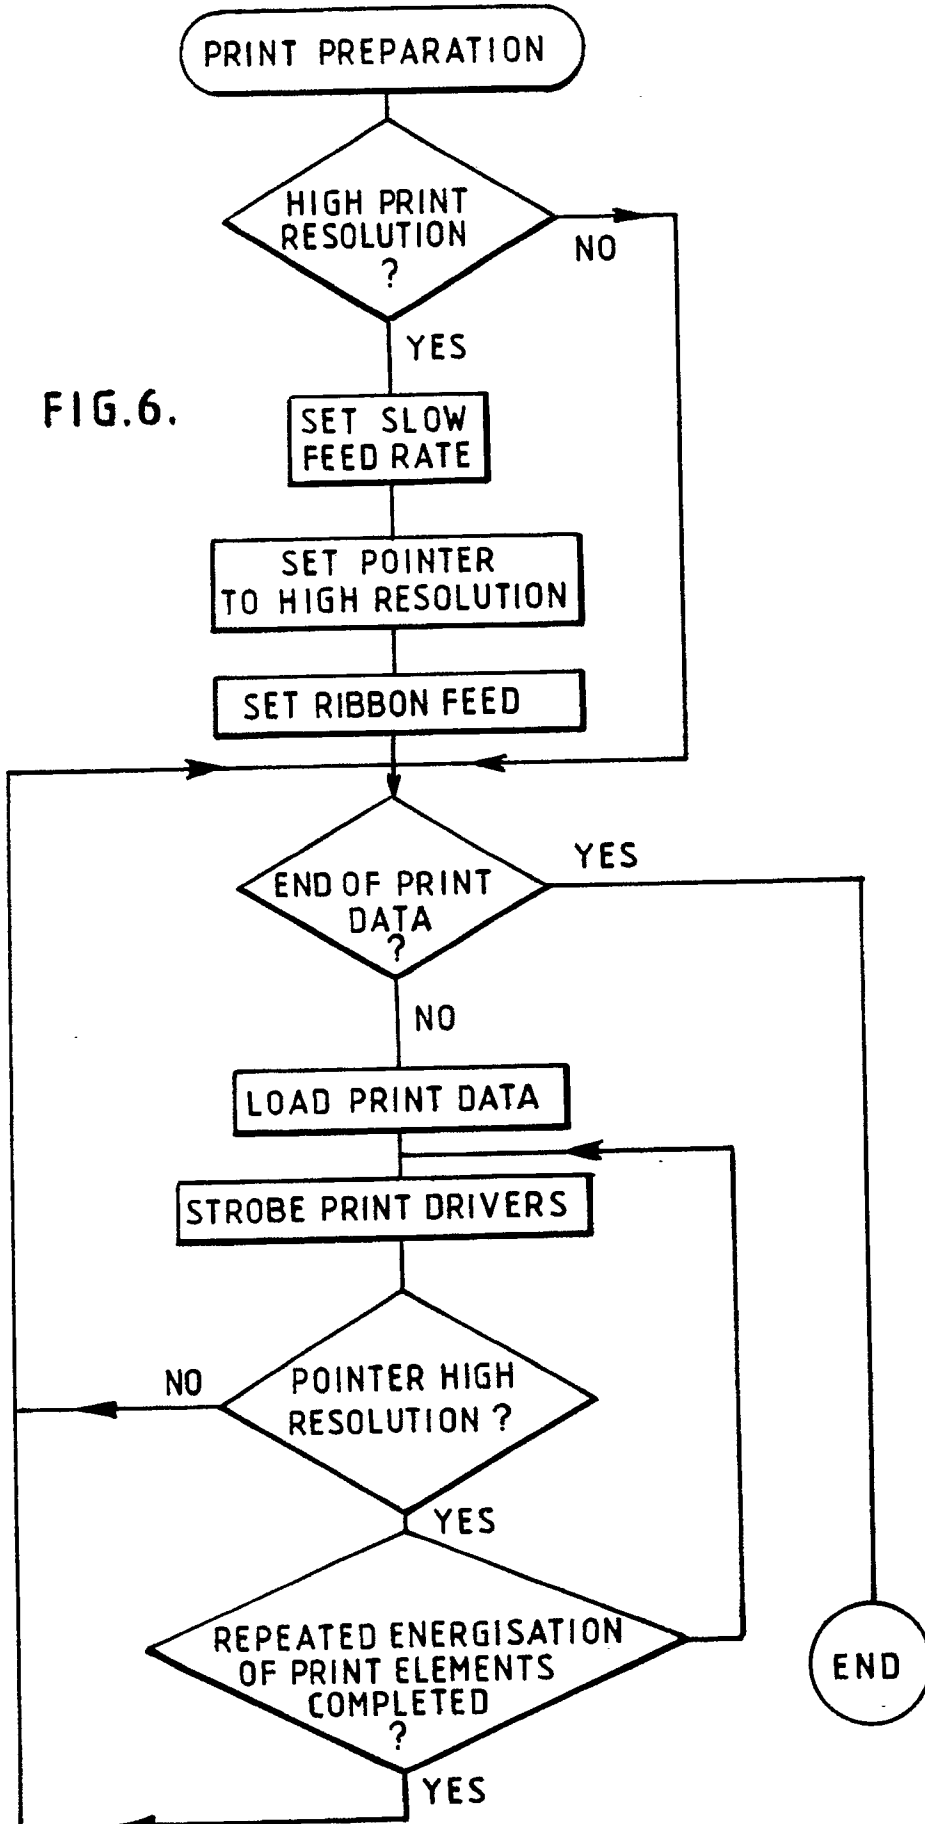 PRINT PREPARATION
HIGH PRINT
RESOLUTION
?
NO
YES
FIG.6.
SET SLOW
FEED RATE
SET POINTER
TO HIGH RESOLUTION
SET RIBBON FEED
END OF PRINT
DATA
?
YES
NO
LOAD PRINT DATA
STROBE PRINT DRIVERS
POINTER HIGH
RESOLUTION ?
NO
YES
REPEATED ENERGISATION
OF PRINT ELEMENTS
COMPLETED
?
YES
END